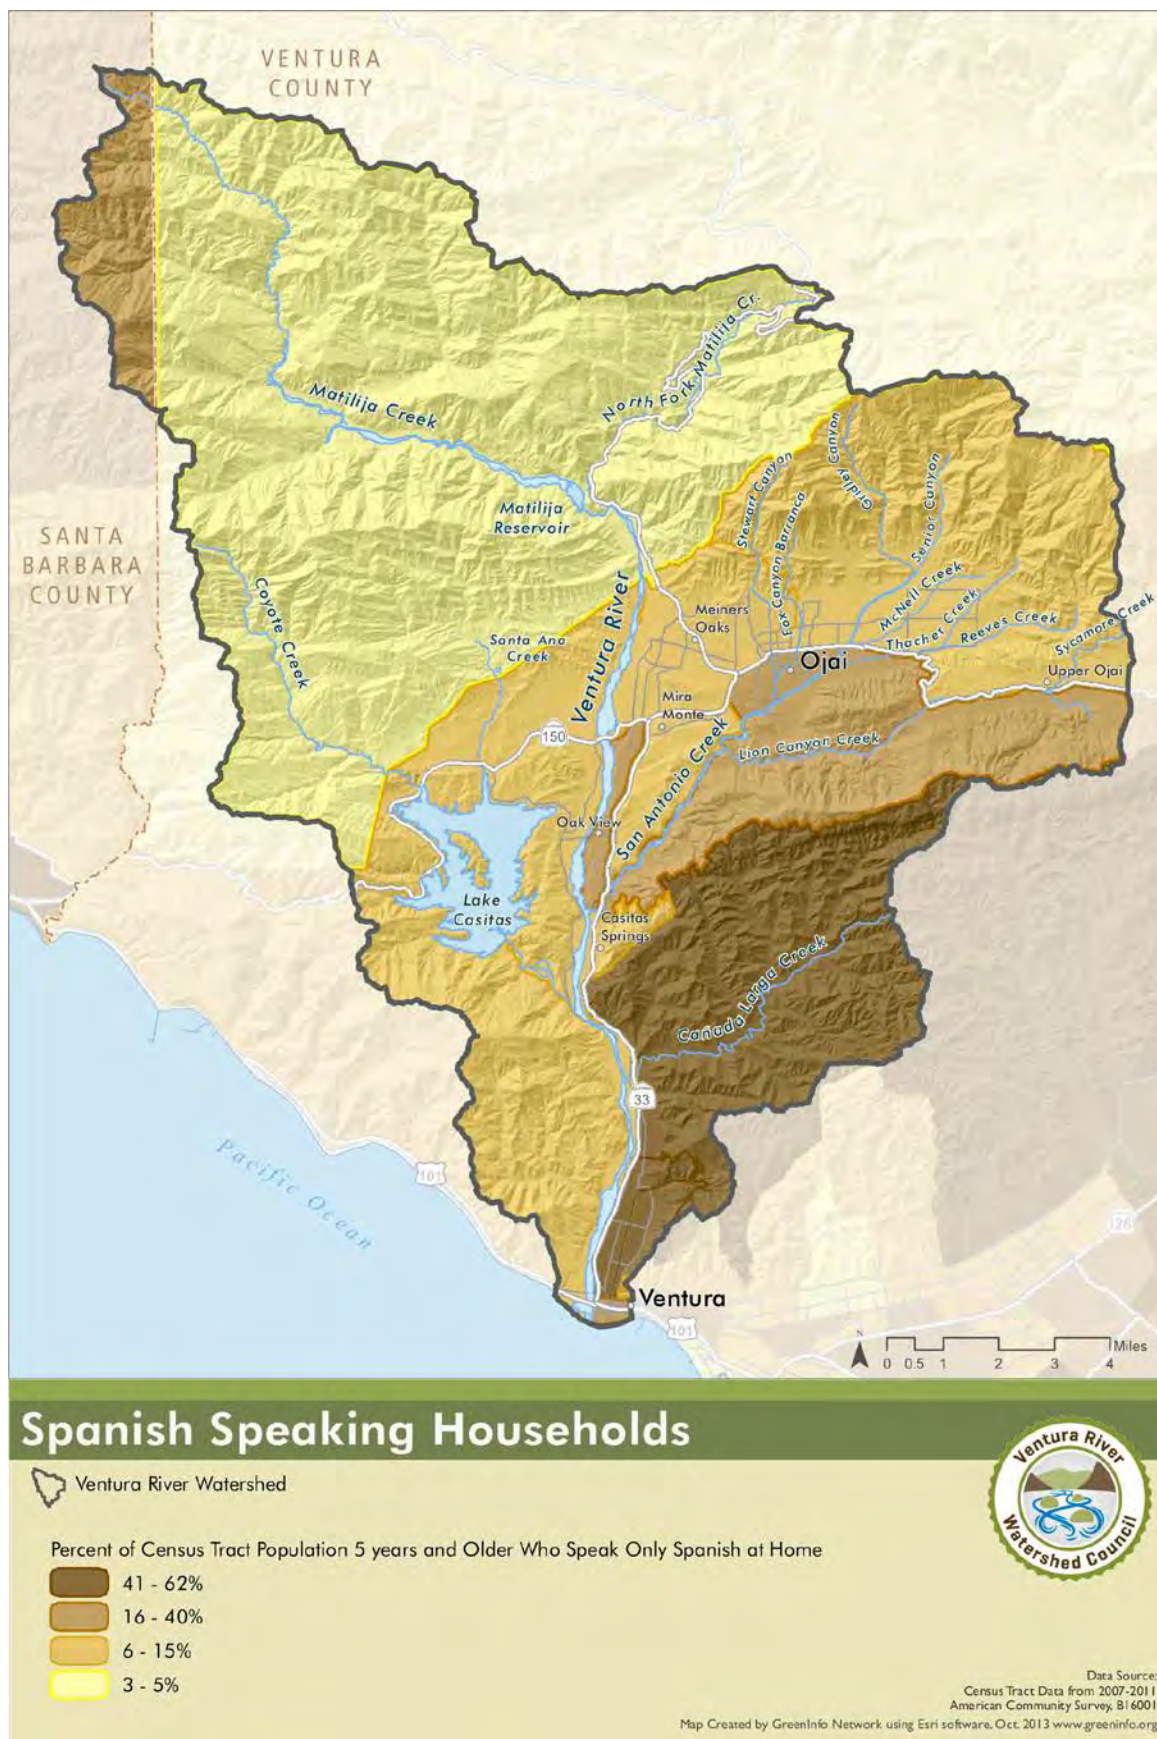 VENTURA
COUNTY
North Fork Matilija Cr.
Matilija Creek
Matilija
Reservoir
SANTA
BARBARA
COUNTY
Stewart Canyon
Gridley Canyon
Fox Canyon Barranca
Senior Canyon
McNell Creek
Thacher Creek
Reeves Creek
Sycamore Creek
Coyote Creek
Santa Ana
Creek
Ventura River
Meiners
Oaks
Ojai
Upper Ojai
Mira
Monte
150
San Antonio Creek
Lion Canyon Creek
Oak View
Lake
Casitas
Casitas
Springs
Cañada Larga Creek
33
Pacific Ocean
101
126
Ventura
101
N
0 0.5 1 2 3 4 Miles
Spanish Speaking Households
Ventura River Watershed
Ventura River
Watershed Council
Percent of Census Tract Population 5 years and Older Who Speak Only Spanish at Home
41 - 62%
16 - 40%
6 - 15%
3 - 5%
Data Source:
Census Tract Data from 2007-2011
American Community Survey, B16001
Map Created by GreenInfo Network using Esri software, Oct. 2013 www.greeninfo.org